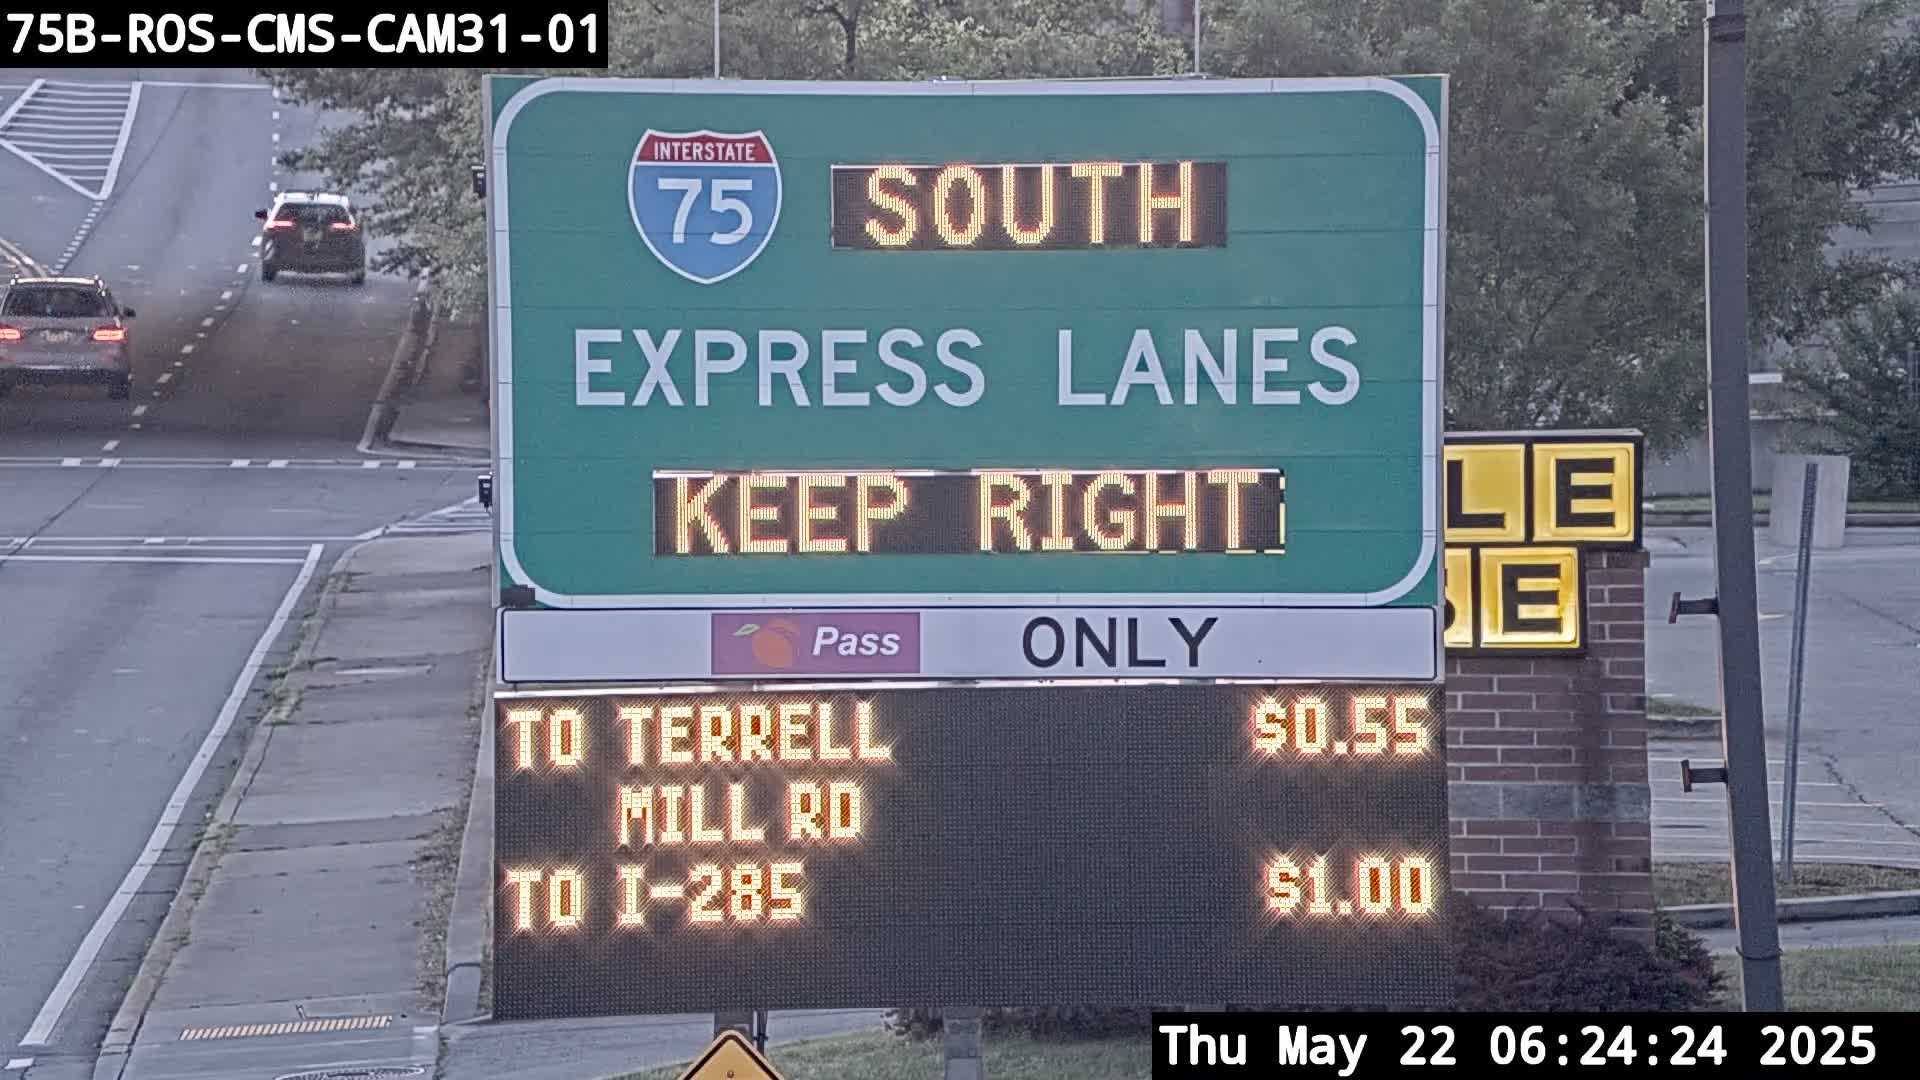 75B-ROS-CMS-CAM31-01
INTERSTATE
75
SOUTH
EXPRESS LANES
KEEP RIGHT
Pass
ONLY
LE
E
TO TERRELL $0.55
MILL RD
TO I-285 $1.00
Thu May 22 06:24:24 2025